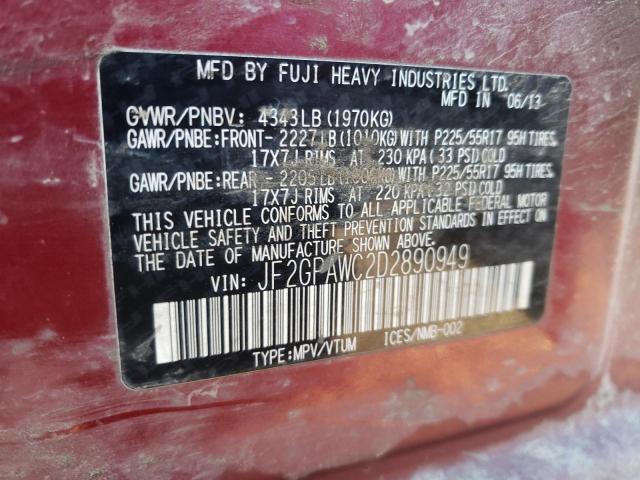 MFD BY FUJI HEAVY INDUSTRIES LTD.
MFD IN 06/13
GVWR/PNBV: 4343LB (1970KG)
GAWR/PNBE:FRONT- 2227LB(1010KG)WITH P225/55R17 95H TIRES,
17X7J RIMS, AT 230 KPA( 33 PSI)COLD
GAWR/PNBE:REAR - 2205LB(1000KG)WITH P225/55R17 95H TIRES,
17X7J RIMS, AT 220 KPA( 32 PSI)COLD
THIS VEHICLE CONFORMS TO ALL APPLICABLE FEDERAL MOTOR
VEHICLE SAFETY AND THEFT PREVENTION STANDARDS IN EFFECT ON
THE DATE OF MANUFACTURE SHOWN ABOVE.
VIN: JF2GPAWC2D2890949
TYPE:MPV/VTUM ICES/NMB-002